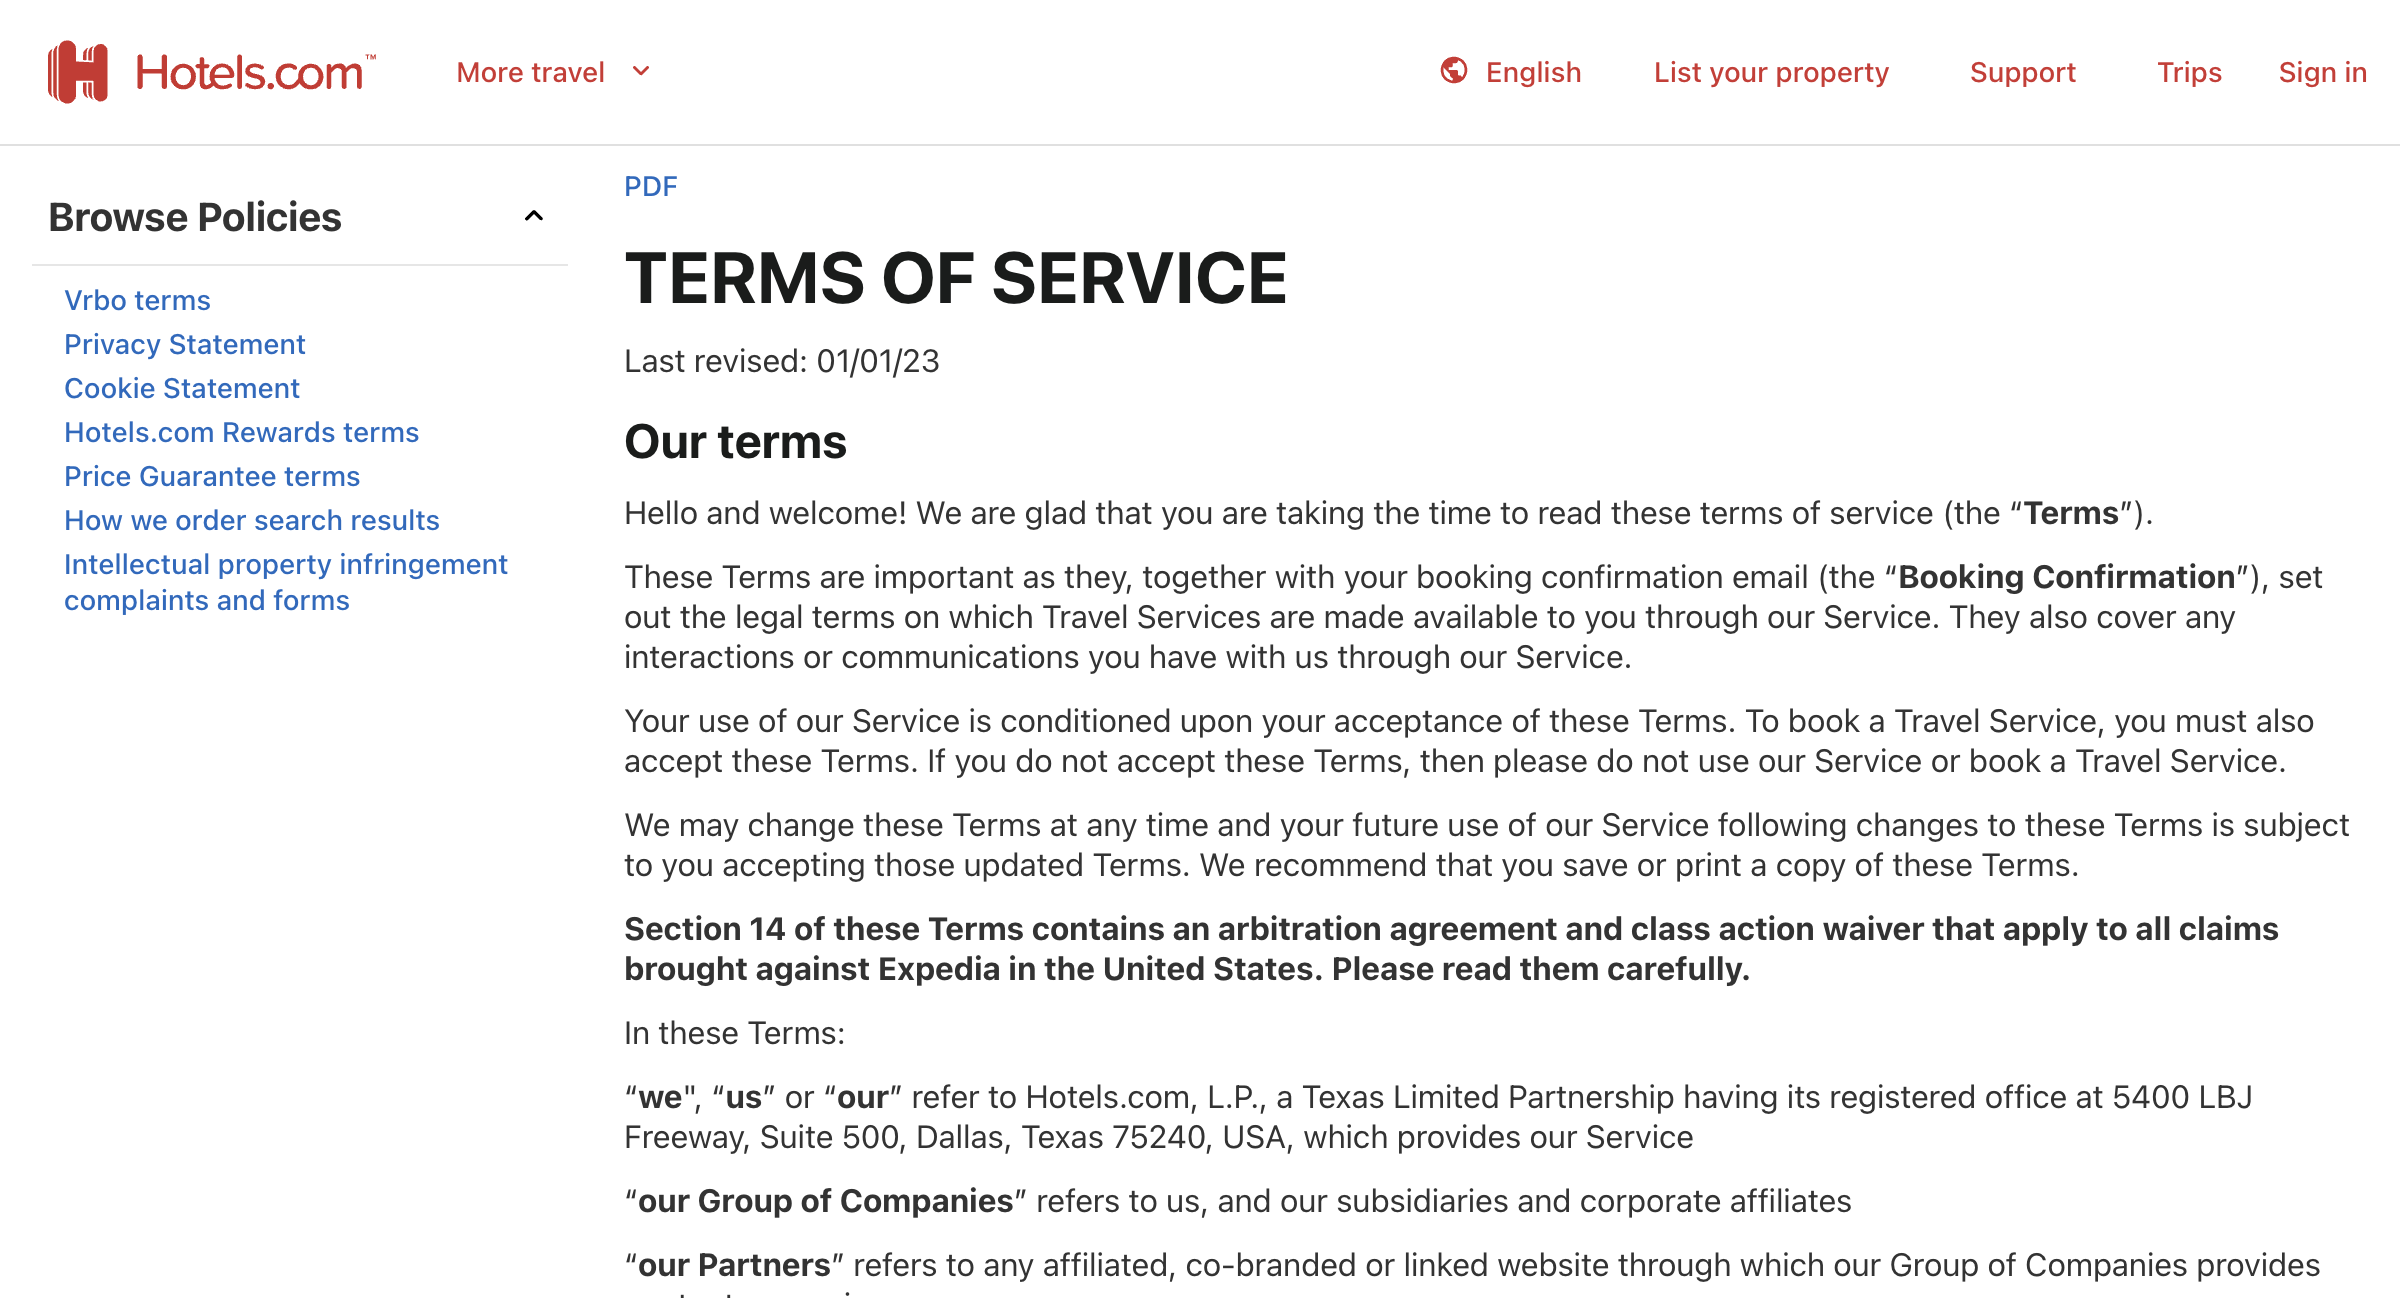 Hotels.com™
More travel
English
List your property
Support
Trips
Sign in
Browse Policies
Vrbo terms
Privacy Statement
Cookie Statement
Hotels.com Rewards terms
Price Guarantee terms
How we order search results
Intellectual property infringement
complaints and forms
PDF
TERMS OF SERVICE
Last revised: 01/01/23
Our terms
Hello and welcome! We are glad that you are taking the time to read these terms of service (the “Terms”).
These Terms are important as they, together with your booking confirmation email (the “Booking Confirmation”), set
out the legal terms on which Travel Services are made available to you through our Service. They also cover any
interactions or communications you have with us through our Service.
Your use of our Service is conditioned upon your acceptance of these Terms. To book a Travel Service, you must also
accept these Terms. If you do not accept these Terms, then please do not use our Service or book a Travel Service.
We may change these Terms at any time and your future use of our Service following changes to these Terms is subject
to you accepting those updated Terms. We recommend that you save or print a copy of these Terms.
Section 14 of these Terms contains an arbitration agreement and class action waiver that apply to all claims
brought against Expedia in the United States. Please read them carefully.
In these Terms:
“we", “us” or “our” refer to Hotels.com, L.P., a Texas Limited Partnership having its registered office at 5400 LBJ
Freeway, Suite 500, Dallas, Texas 75240, USA, which provides our Service
“our Group of Companies” refers to us, and our subsidiaries and corporate affiliates
“our Partners” refers to any affiliated, co-branded or linked website through which our Group of Companies provides